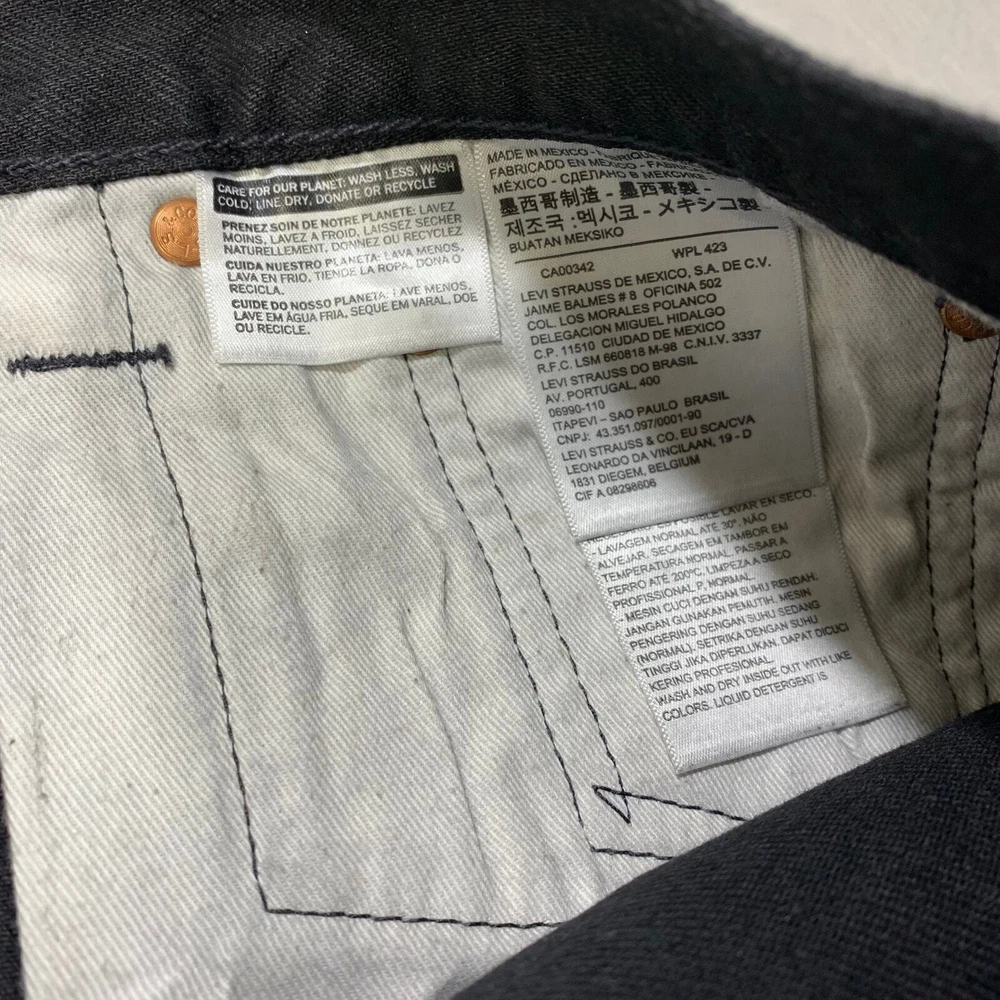 CARE FOR OUR PLANET: WASH LESS, WASH
COLD, LINE DRY, DONATE OR RECYCLE
PRENEZ SOIN DE NOTRE PLANETE: LAVEZ
MOINS, LAVEZ A FROID, LAISSEZ SÉCHER
NATURELLEMENT, DONNEZ OU RECYCLEZ
CUIDA NUESTRO PLANETA: LAVA MENOS,
LAVA EN FRIO, TIENDE LA ROPA, DONA O
RECICLA.
CUIDE DO NOSSO PLANETA: LAVE MENOS,
LAVE EM ÁGUA FRIA, SEQUE EM VARAL, DOE
OU RECICLE.
MADE IN MEXICO -
FABRICADO EN MEXICO -
MÉXICO - СДЕЛАНО В МЕКСИКЕ -
墨西哥制造 - 墨西哥製 -
제조국 :멕시코 - メキシコ製
BUATAN MEKSIKO
CA00342 WPL 423
LEVI STRAUSS DE MEXICO, S.A. DE C.V.
JAIME BALMES # 8 OFICINA 502
COL. LOS MORALES POLANCO
DELEGACION MIGUEL HIDALGO
C.P. 11510 CIUDAD DE MEXICO
R.F.C. LSM 660818 M-98 C.N.I.V. 3337
LEVI STRAUSS DO BRASIL
AV. PORTUGAL, 400
06990-110
ITAPEVI – SAO PAULO BRASIL
CNPJ: 43.351.097/0001-90
LEVI STRAUSS & CO. EU SCA/CVA
LEONARDO DA VINCILAAN, 19 - D
1831 DIEGEM, BELGIUM
CIF A 08298606
LAVAR EN SECO.
- LAVAGEM NORMAL ATÉ 30°. NÃO
ALVEJAR. SECAGEM EM TAMBOR EM
TEMPERATURA NORMAL. PASSAR A
FERRO ATÉ 200ºC. LIMPEZA A SECO
PROFISSIONAL P, NORMAL.
MESIN CUCI DENGAN SUHU RENDAH.
JANGAN GUNAKAN PEMUTIH. MESIN
PENGERING DENGAN SUHU SEDANG
(NORMAL). SETRIKA DENGAN SUHU
TINGGI JIKA DIPERLUKAN. DAPAT DICUCI
KERING PROFESIONAL.
WASH AND DRY INSIDE OUT WITH LIKE
COLORS. LIQUID DETERGENT IS